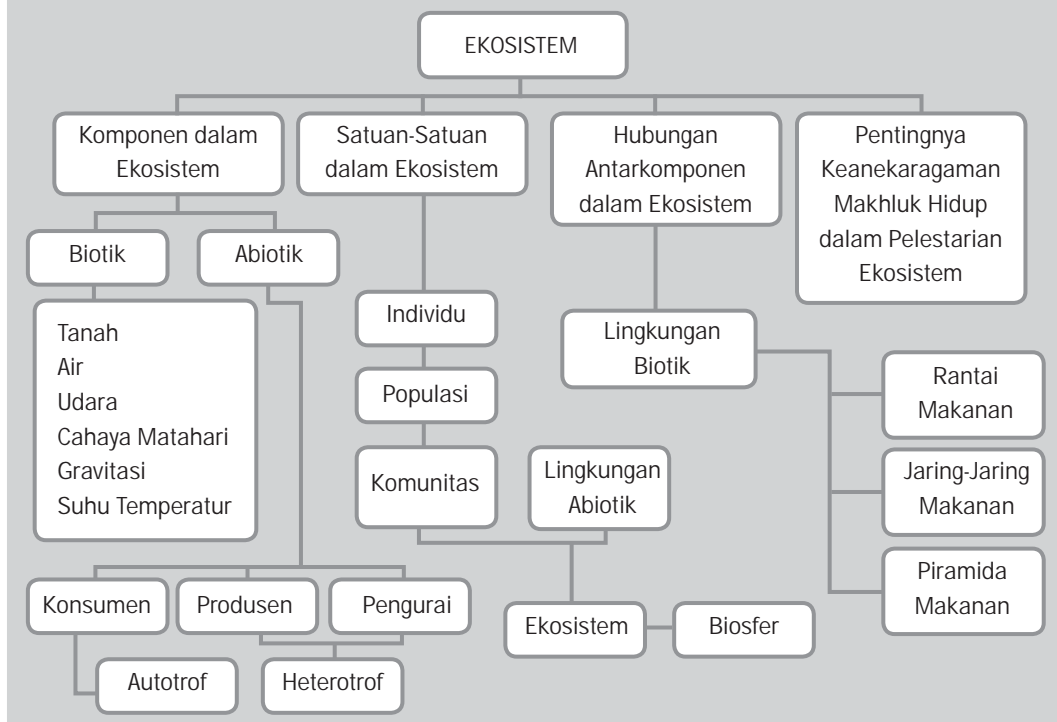 EKOSISTEM
Komponen dalam
Ekosistem
Satuan-Satuan
dalam Ekosistem
Hubungan
Antarkomponen
dalam Ekosistem
Pentingnya
Keanekaragaman
Makhluk Hidup
dalam Pelestarian
Ekosistem
Biotik
Abiotik
Tanah
Air
Udara
Cahaya Matahari
Gravitasi
Suhu Temperatur
Individu
Populasi
Komunitas
Lingkungan
Biotik
Lingkungan
Abiotik
Rantai
Makanan
Jaring-Jaring
Makanan
Piramida
Makanan
Konsumen
Produsen
Pengurai
Ekosistem
Biosfer
Autotrof
Heterotrof